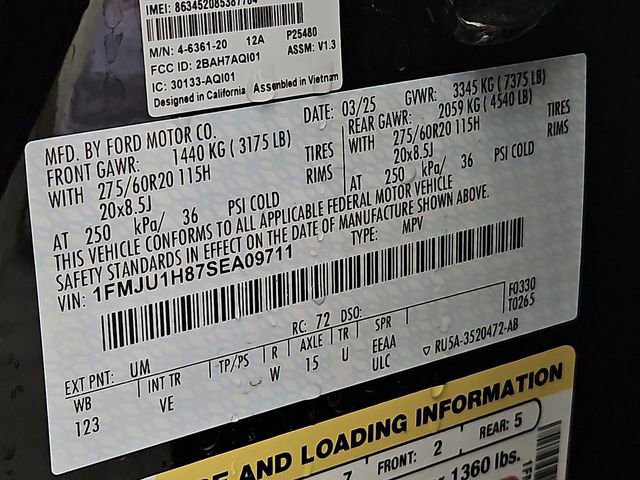 IMEI: 863452085387784
P25480
M/N: 4-6361-20 12A ASSM: V1.3
FCC ID: 2BAH7AQI01
IC: 30133-AQI01
Designed in California Assembled in Vietnam
MFD. BY FORD MOTOR CO. DATE: 03/25 GVWR: 3345 KG ( 7375 LB)
FRONT GAWR: 1440 KG ( 3175 LB) REAR GAWR: 2059 KG ( 4540 LB)
WITH 275/60R20 115H TIRES WITH 275/60R20 115H TIRES
20x8.5J RIMS 20x8.5J RIMS
AT 250 kPa/ 36 PSI COLD AT 250 kPa/ 36 PSI COLD
THIS VEHICLE CONFORMS TO ALL APPLICABLE FEDERAL MOTOR VEHICLE
SAFETY STANDARDS IN EFFECT ON THE DATE OF MANUFACTURE SHOWN ABOVE.
VIN: 1FMJU1H87SEA09711 TYPE: MPV
F0330
T0265
EXT PNT: UM RC: 72 DSO:
WB INT TR TP/PS R AXLE TR SPR
123 VE W 15 U EEAA
ULC
▽ RU5A-3520472-AB
E AND LOADING INFORMATION
7 FRONT: 2 REAR: 5
r 1360 lbs.